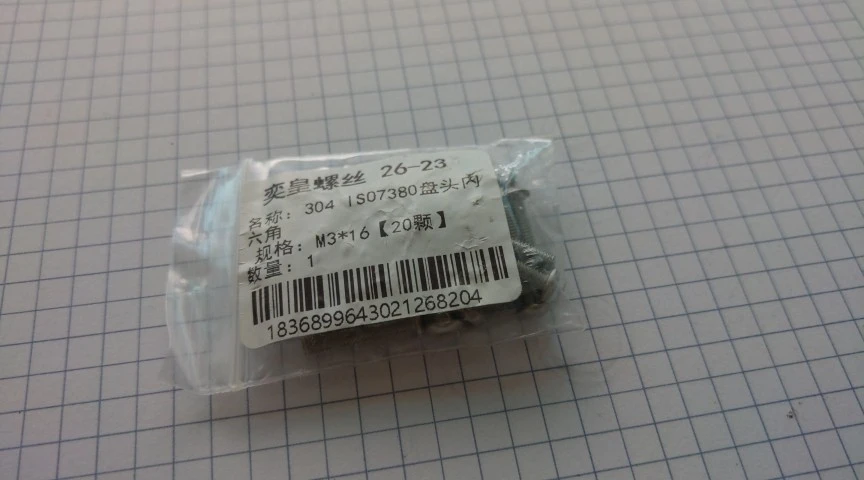 奕皇螺丝 26-23
名称: 304 ISO7380盘头内
六角
规格: M3*16【20颗】
数量: 1
1836899643021268204